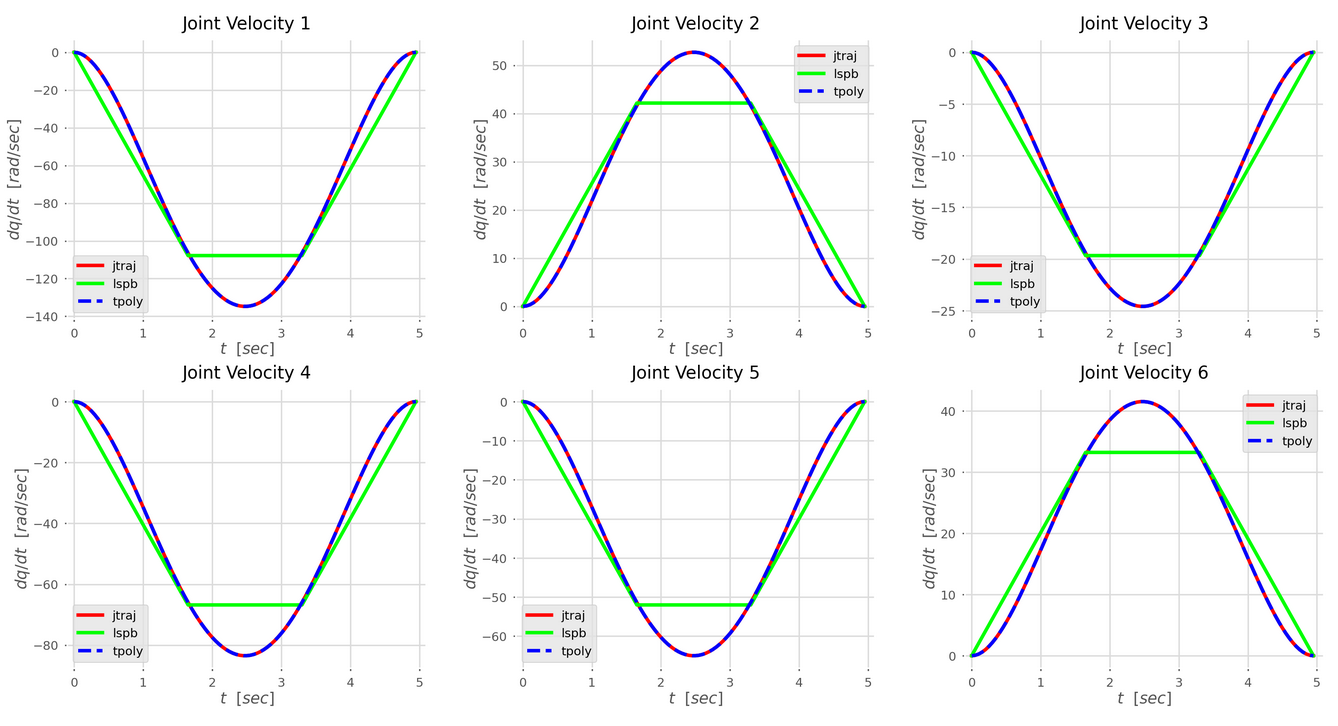 Joint Velocity 1
dq/dt [rad/sec]
0
−20
−40
−60
−80
−100
−120
−140
jtraj
lspb
tpoly
0 1 2 3 4 5
t [sec]
Joint Velocity 2
dq/dt [rad/sec]
50
40
30
20
10
0
jtraj
lspb
tpoly
0 1 2 3 4 5
t [sec]
Joint Velocity 3
dq/dt [rad/sec]
0
−5
−10
−15
−20
−25
jtraj
lspb
tpoly
0 1 2 3 4 5
t [sec]
Joint Velocity 4
dq/dt [rad/sec]
0
−20
−40
−60
−80
jtraj
lspb
tpoly
0 1 2 3 4 5
t [sec]
Joint Velocity 5
dq/dt [rad/sec]
0
−10
−20
−30
−40
−50
−60
jtraj
lspb
tpoly
0 1 2 3 4 5
t [sec]
Joint Velocity 6
dq/dt [rad/sec]
40
30
20
10
0
jtraj
lspb
tpoly
0 1 2 3 4 5
t [sec]